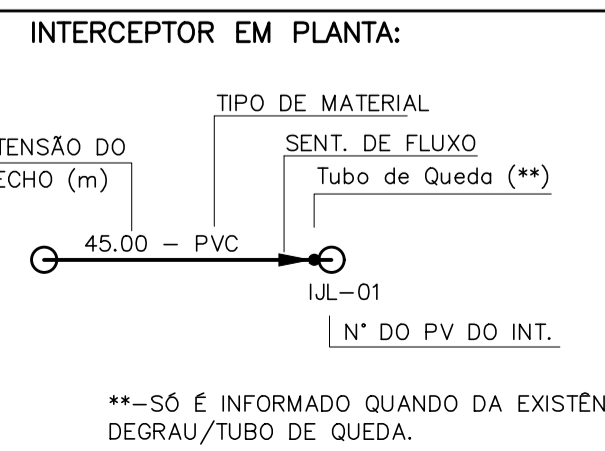 INTERCEPTOR EM PLANTA:
TIPO DE MATERIAL
TENSÃO DO
ECHO (m)
SENT. DE FLUXO
Tubo de Queda (**)
45.00 – PVC
IJL–01
N° DO PV DO INT.
**–SÓ É INFORMADO QUANDO DA EXISTÊN
DEGRAU/TUBO DE QUEDA.